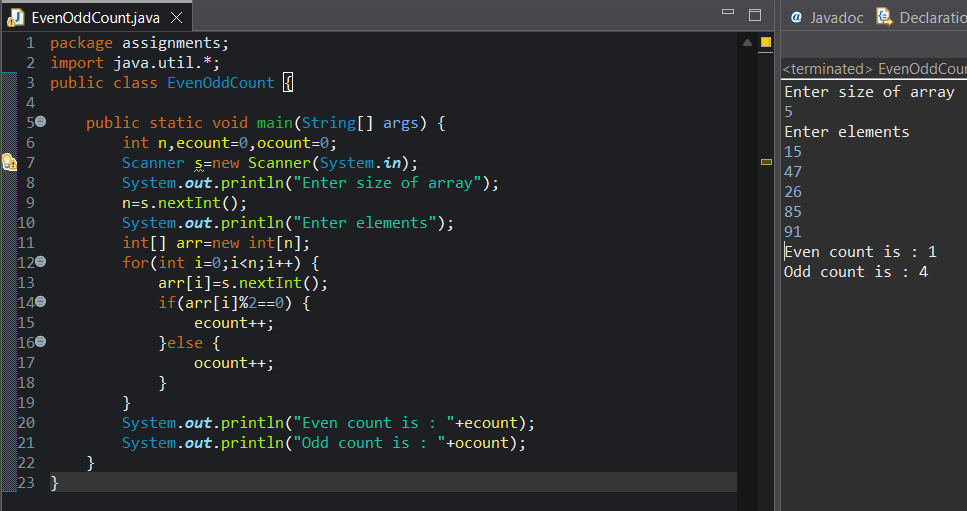 EvenOddCount.java
1 package assignments;
2 import java.util.*;
3 public class EvenOddCount {
4
5     public static void main(String[] args) {
6         int n,ecount=0,ocount=0;
7         Scanner s=new Scanner(System.in);
8         System.out.println("Enter size of array");
9         n=s.nextInt();
10         System.out.println("Enter elements");
11         int[] arr=new int[n];
12         for(int i=0;i<n;i++) {
13             arr[i]=s.nextInt();
14             if(arr[i]%2==0) {
15                 ecount++;
16             }else {
17                 ocount++;
18             }
19         }
20         System.out.println("Even count is : "+ecount);
21         System.out.println("Odd count is : "+ocount);
22     }
23 }
@ Javadoc Declaratio
<terminated> EvenOddCour
Enter size of array
5
Enter elements
15
47
26
85
91
Even count is : 1
Odd count is : 4